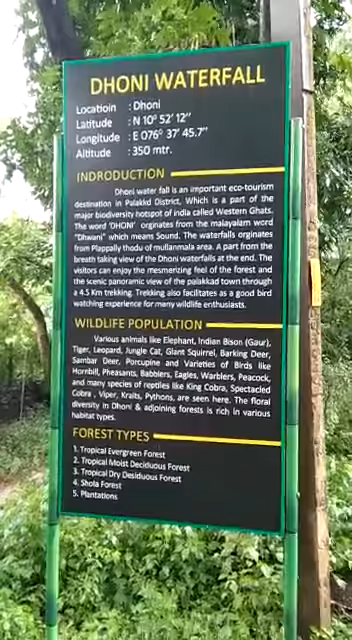 DHONI WATERFALL
Locatioin : Dhoni
Latitude : N 10° 52' 12''
Longitude : E 076° 37' 45.7''
Altitude : 350 mtr.
INDRODUCTION
Dhoni water fall is an important eco-tourism
destination in Palakkd District, Which is a part of the
major biodiversity hotspot of india called Western Ghats.
The word 'DHONI' orginates from the malayalom word
"Dhwani" which means Sound. The waterfalls orginates
from Plappally thodu of mullanmala area. A part from the
breath taking view of the Dhoni waterfalls at the end. The
visitors can enjoy the mesmerizing feel of the forest and
the scenic panoramic view of the palakkad town through
a 4.5 Km trekking. Trekking also facilitates as a good bird
watching experience for many wildlife enthusiasts.
WILDLIFE POPULATION
Various animals like Elephant, Indian Bison (Gaur),
Tiger, Leopard, Jungle Cat, Giant Squirrel, Barking Deer,
Sambar Deer, Porcupine and Varieties of Birds like
Hornbill, Pheasants, Babblers, Eagles, Warblers, Peacock,
and many species of reptiles like King Cobra, Spectacled
Cobra , Viper, Kraits, Pythons, are seen here. The floral
diversity in Dhoni & adjoining forests is rich in various
habitat types.
FOREST TYPES
1. Tropical Evergreen Forest
2. Tropical Moist Deciduous Forest
3. Tropical Dry Desiduous Forest
4. Shola Forest
5. Plantations